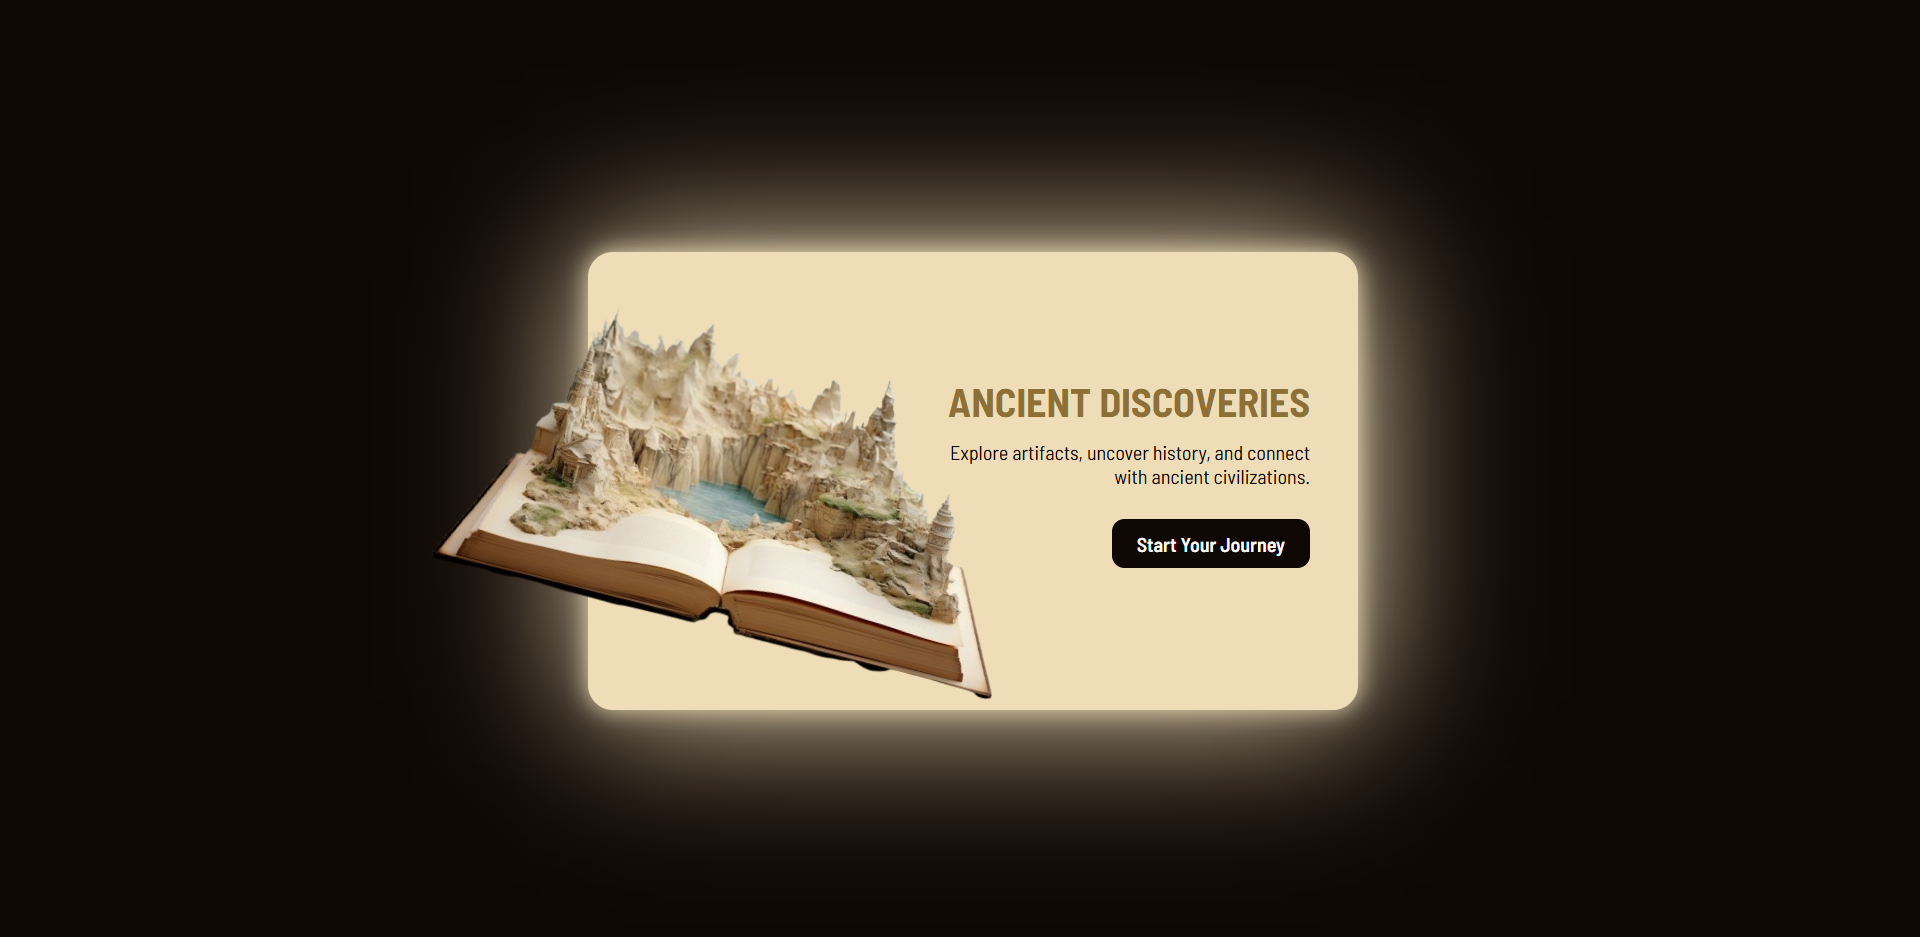 ANCIENT DISCOVERIES
Explore artifacts, uncover history, and connect
with ancient civilizations.
Start Your Journey